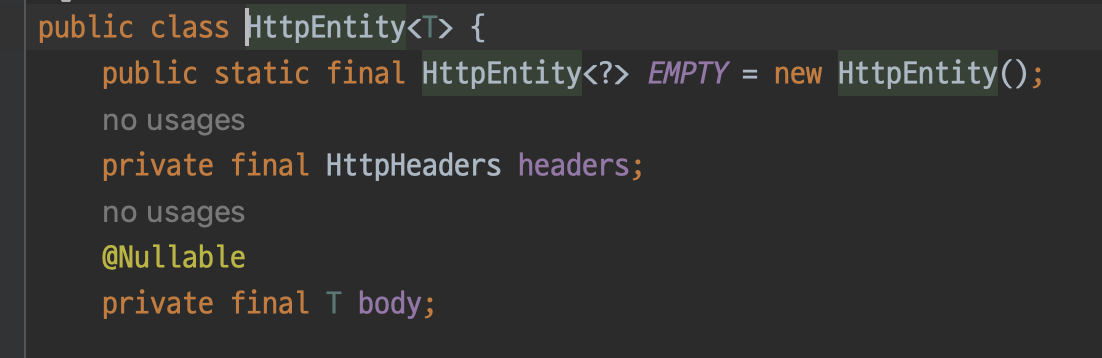 public class HttpEntity<T> {
public static final HttpEntity<?> EMPTY = new HttpEntity();
no usages
private final HttpHeaders headers;
no usages
@Nullable
private final T body;